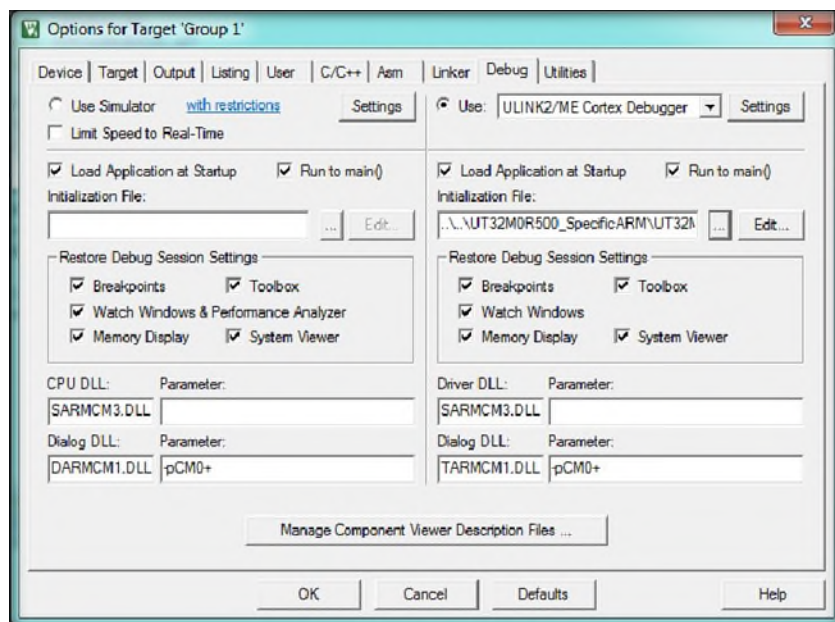 Options for Target 'Group 1'
X
Device Target Output Listing User C/C++ Asm Linker Debug Utilities
Use Simulator with restrictions Settings
Limit Speed to Real-Time
Load Application at Startup Run to main()
Initialization File:
... Edit...
Restore Debug Session Settings
Breakpoints Toolbox
Watch Windows & Performance Analyzer
Memory Display System Viewer
CPU DLL: Parameter:
SARMCM3.DLL
Dialog DLL: Parameter:
DARMCM1.DLL -pCM0+
Use: ULINK2/ME Cortex Debugger Settings
Load Application at Startup Run to main()
Initialization File:
..\..\UT32M0R500_SpecificARM\UT32M ... Edit...
Restore Debug Session Settings
Breakpoints Toolbox
Watch Windows
Memory Display System Viewer
Driver DLL: Parameter:
SARMCM3.DLL
Dialog DLL: Parameter:
TARMCM1.DLL -pCM0+
Manage Component Viewer Description Files ...
OK Cancel Defaults Help